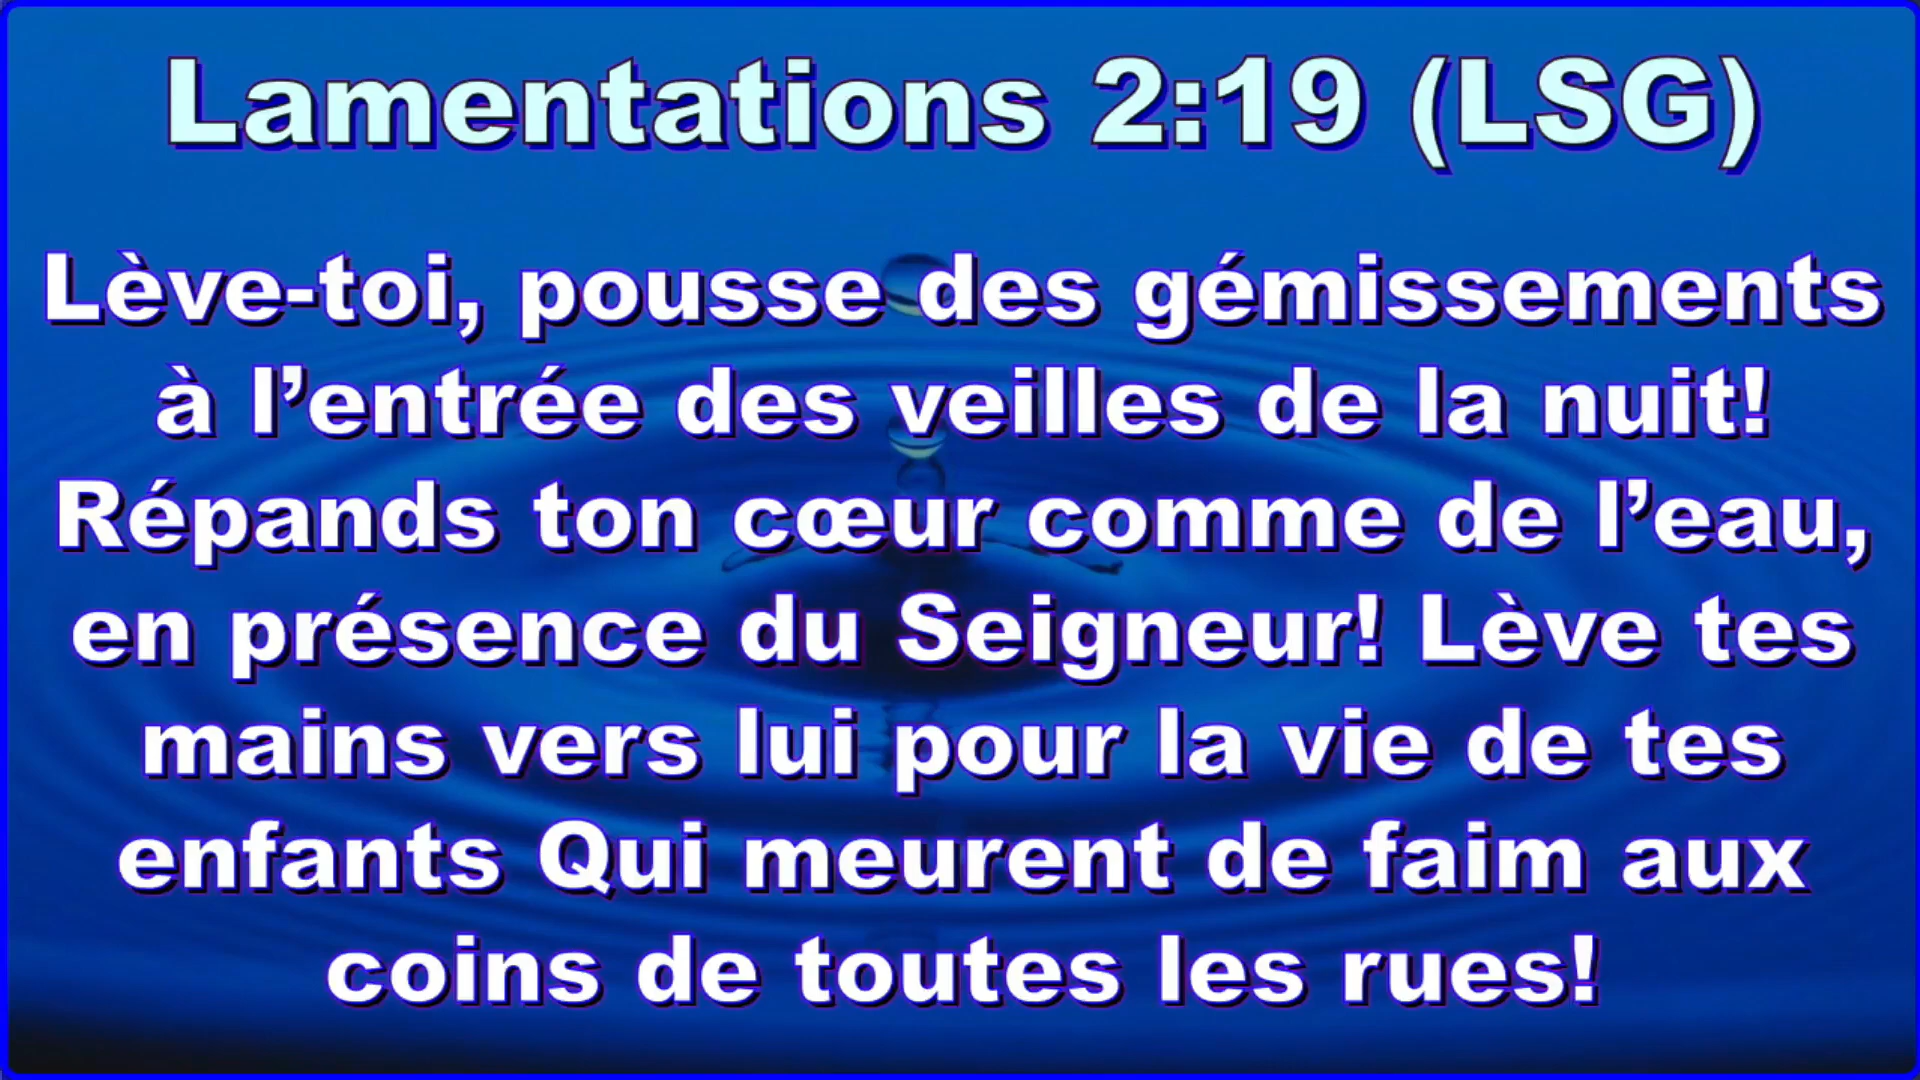 Lamentations 2:19 (LSG)
Lève-toi, pousse des gémissements
à l’entrée des veilles de la nuit!
Répands ton cœur comme de l’eau,
en présence du Seigneur! Lève tes
mains vers lui pour la vie de tes
enfants Qui meurent de faim aux
coins de toutes les rues!